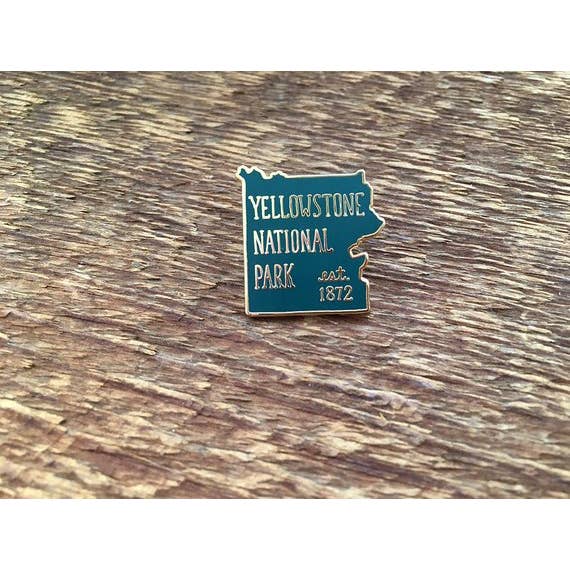 YELLOWSTONE
NATIONAL
PARK est.
1872